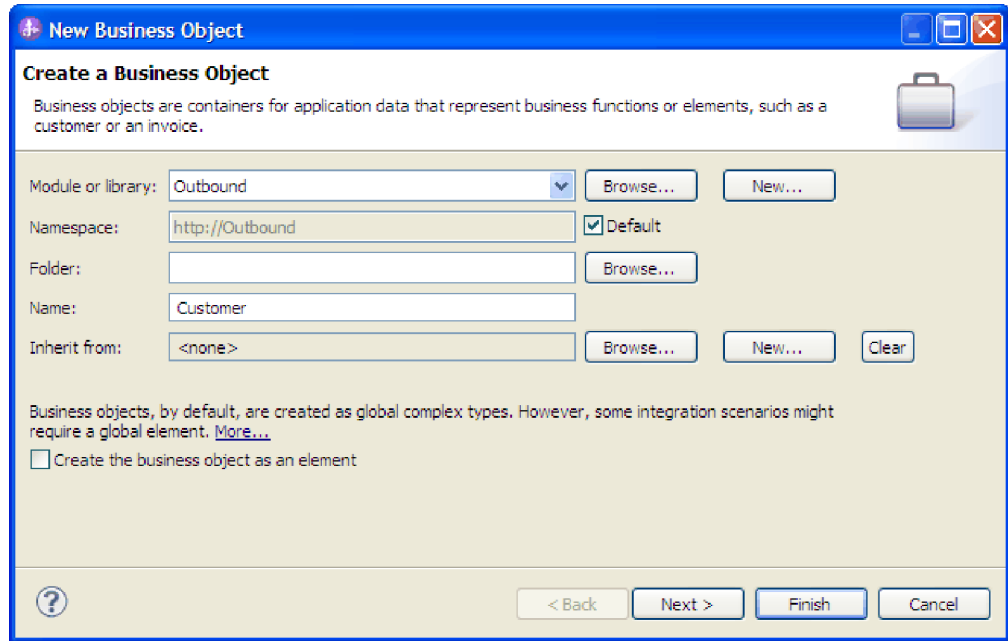 New Business Object
Create a Business Object
Business objects are containers for application data that represent business functions or elements, such as a
customer or an invoice.
Module or library: Outbound Browse... New...
Namespace: http://Outbound Default
Folder: Browse...
Name: Customer
Inherit from: <none> Browse... New... Clear
Business objects, by default, are created as global complex types. However, some integration scenarios might
require a global element. More...
Create the business object as an element
? < Back Next > Finish Cancel